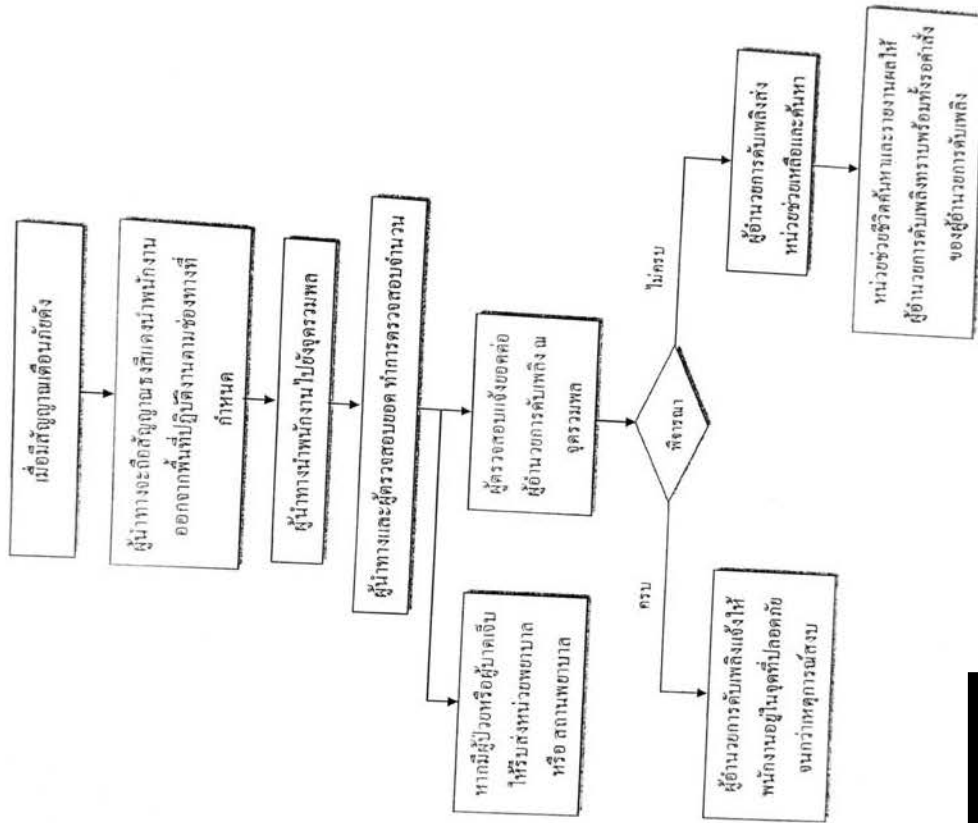 เมื่อมีสัญญาณเตือนภัยดัง
ผู้นำทางจะถือสัญญาณธงสีแดงนำพนักงาน
ออกจากพื้นที่ปฏิบัติงานตามช่องทางที่
กำหนด
ผู้นำทางนำพนักงานไปยังจุดรวมพล
ผู้นำทางและผู้ตรวจสอบยอด ทำการตรวจสอบจำนวน
หากมีผู้ป่วยหรือผู้บาดเจ็บ
ให้รีบส่งหน่วยพยาบาล
หรือ สถานพยาบาล
ผู้ตรวจสอบแจ้งยอดต่อ
ผู้อำนวยการดับเพลิง ณ
จุดรวมพล
พิจารณา
ครบ
ไม่ครบ
ผู้อำนวยการดับเพลิงแจ้งให้
พนักงานอยู่ในจุดที่ปลอดภัย
จนกว่าเหตุการณ์สงบ
ผู้อำนวยการดับเพลิงสั่ง
หน่วยช่วยเหลือและค้นหา
หน่วยช่วยชีวิตค้นหาและรายงานผลให้
ผู้อำนวยการดับเพลิงทราบพร้อมทั้งรอคำสั่ง
ของผู้อำนวยการดับเพลิง